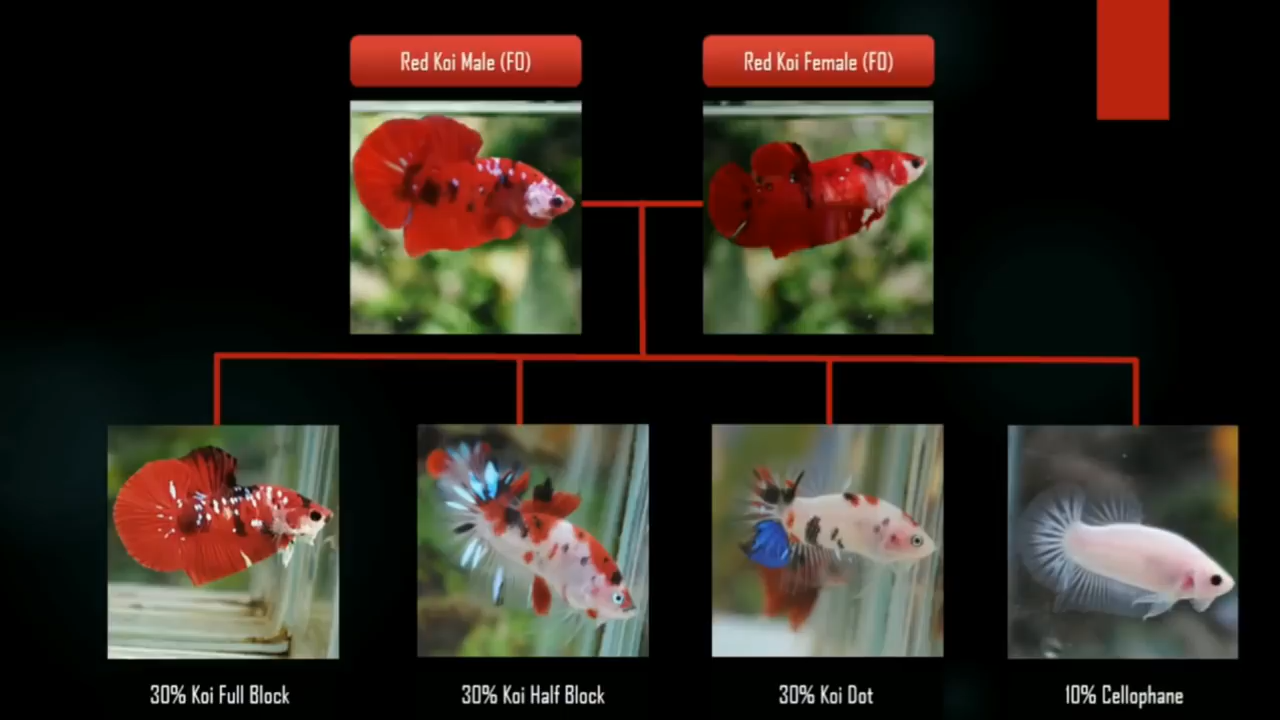 Red Koi Male (F0)
Red Koi Female (F0)
30% Koi Full Block
30% Koi Half Block
30% Koi Dot
10% Cellophane